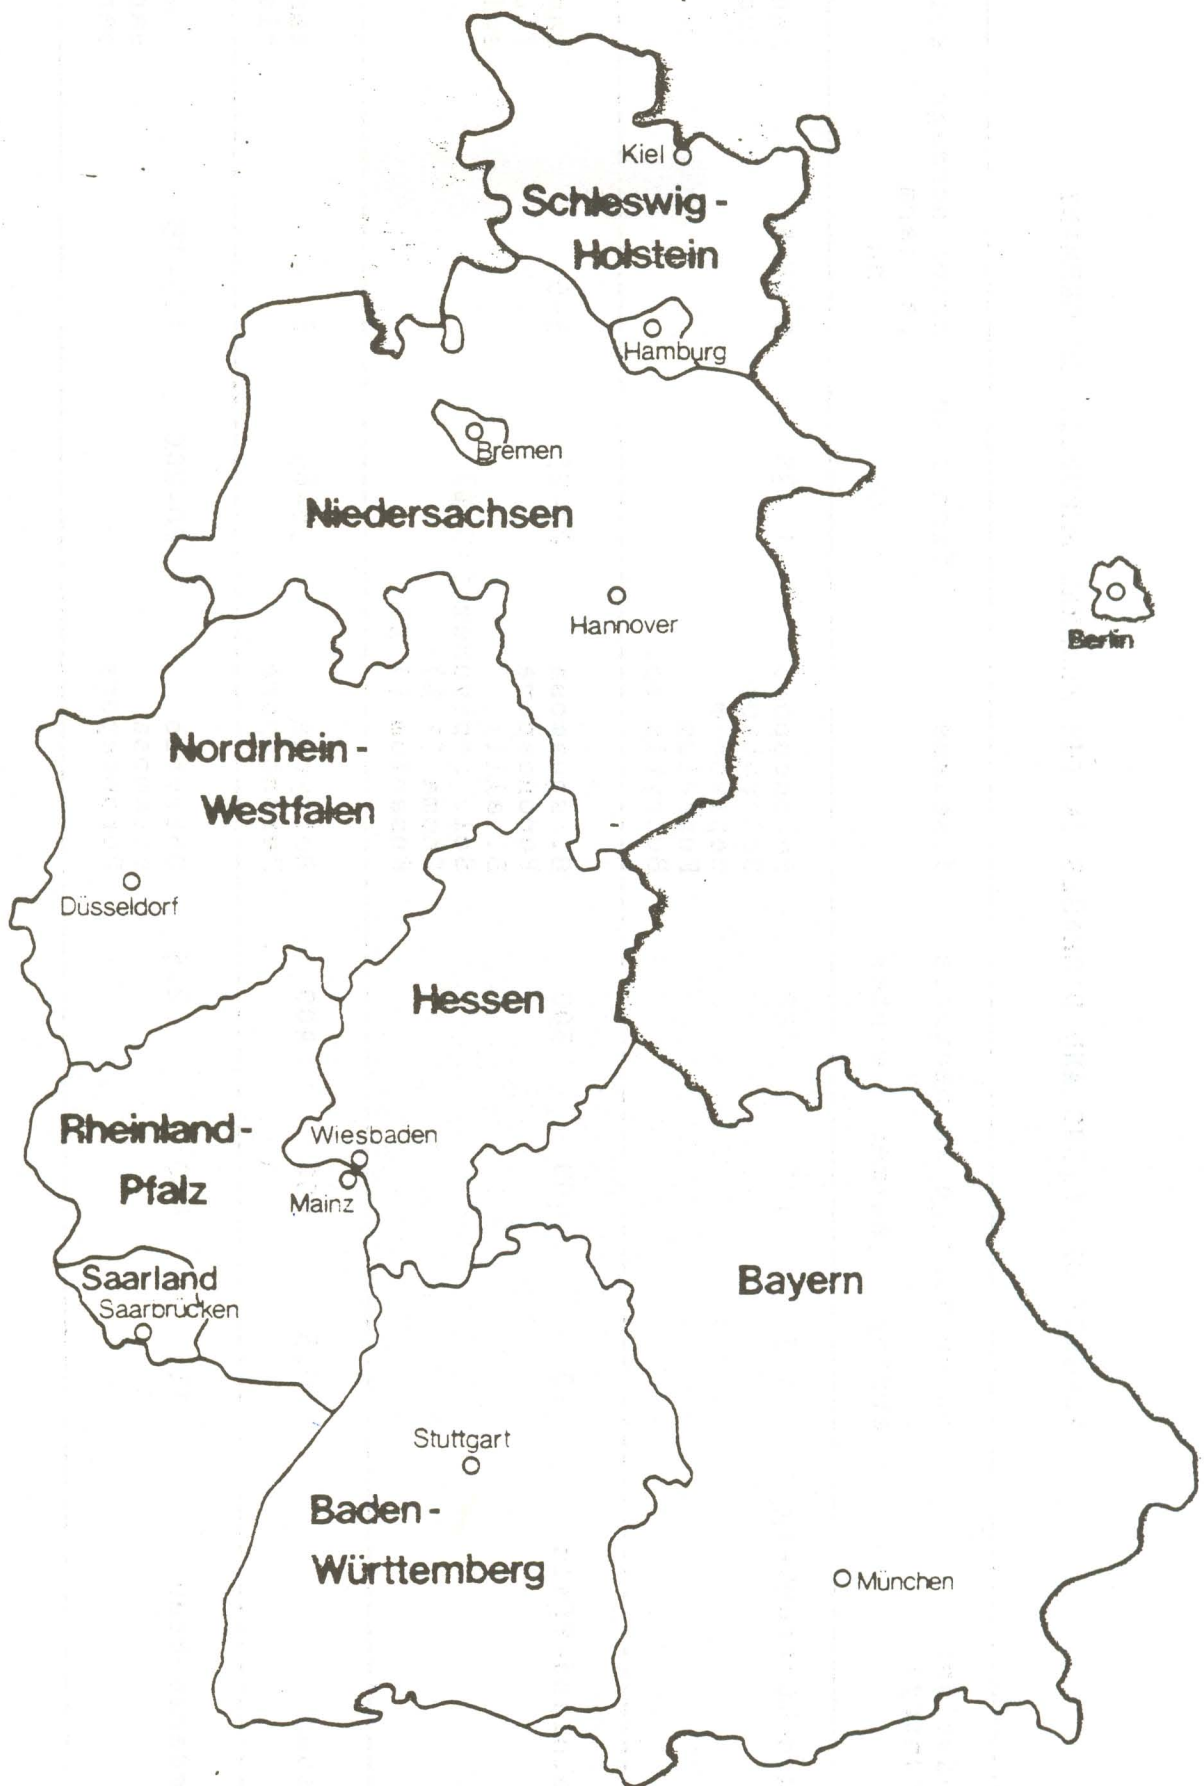 Kiel
Schleswig -
Holstein
Hamburg
Bremen
Niedersachsen
Hannover
Berlin
Nordrhein -
Westfalen
Düsseldorf
Hessen
Rheinland -
Pfalz
Wiesbaden
Mainz
Saarland
Saarbrücken
Bayern
Stuttgart
Baden -
Württemberg
München